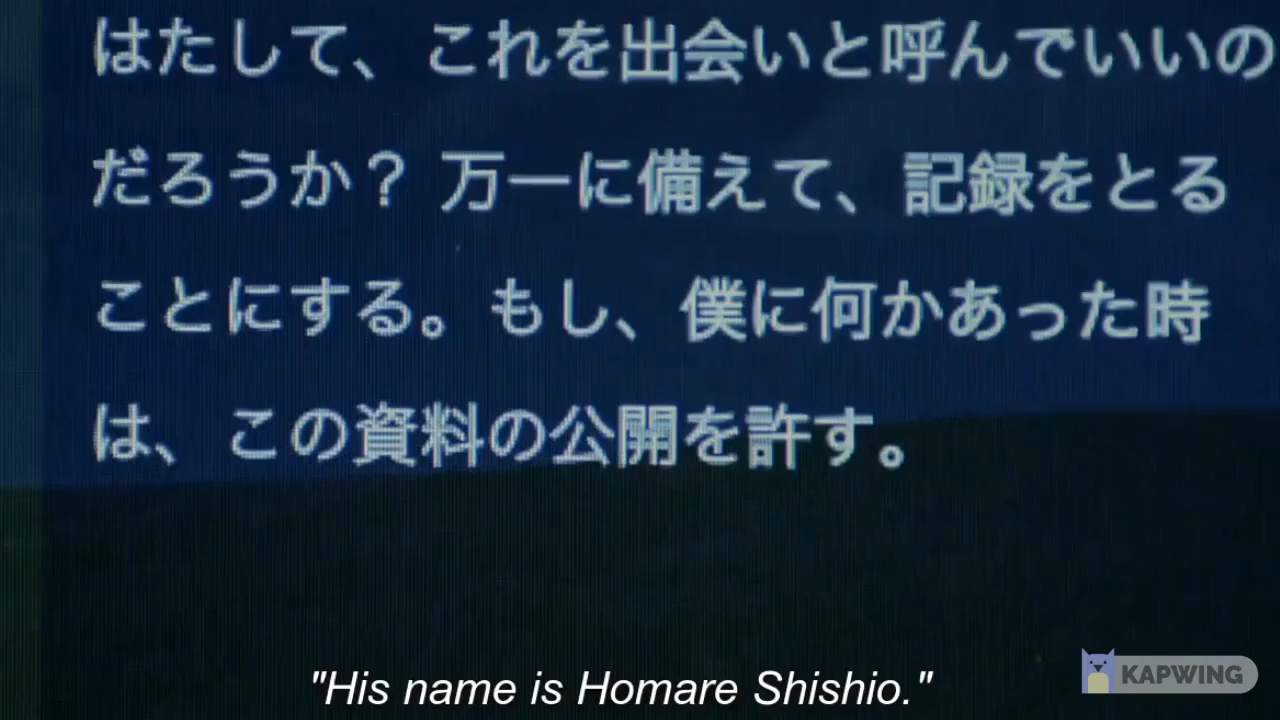 はたして、これを出会いと呼んでいいの
だろうか？ 万一に備えて、記録をとる
ことにする。もし、僕に何かあった時
は、この資料の公開を許す。
"His name is Homare Shishio."
KAPWING